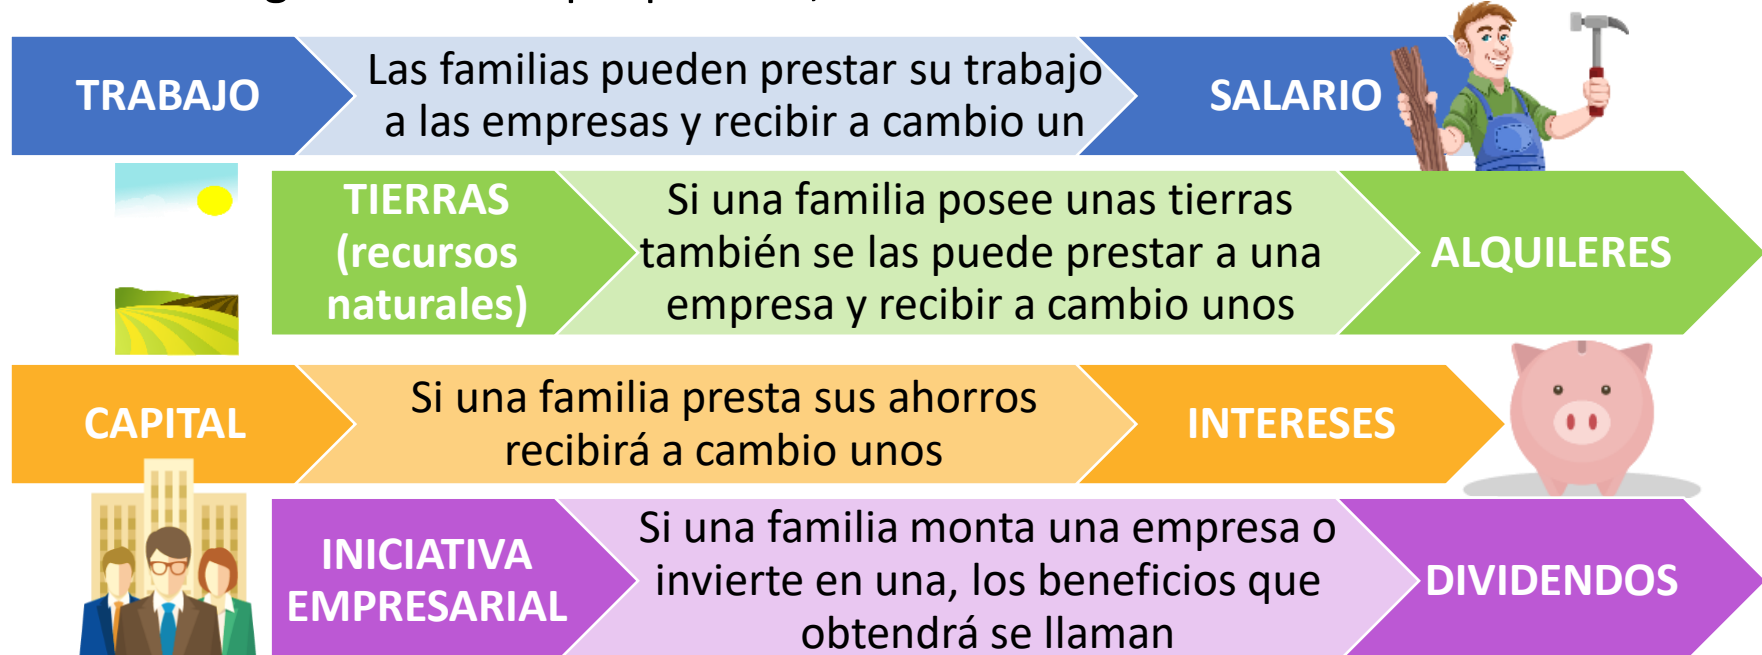 TRABAJO
Las familias pueden prestar su trabajo
a las empresas y recibir a cambio un
SALARIO
TIERRAS
(recursos
naturales)
Si una familia posee unas tierras
también se las puede prestar a una
empresa y recibir a cambio unos
ALQUILERES
CAPITAL
Si una familia presta sus ahorros
recibirá a cambio unos
INTERESES
INICIATIVA
EMPRESARIAL
Si una familia monta una empresa o
invierte en una, los beneficios que
obtendrá se llaman
DIVIDENDOS